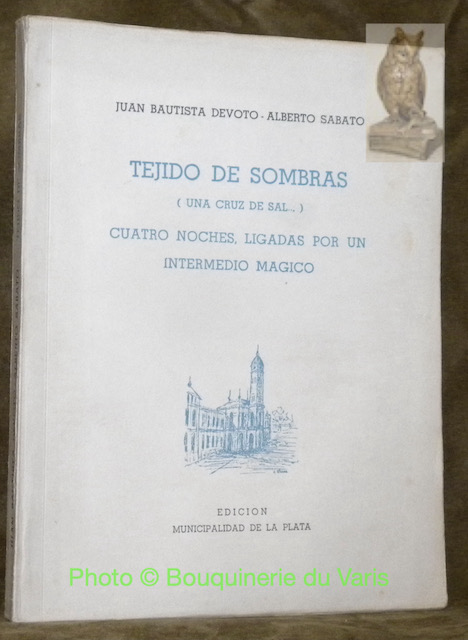 JUAN BAUTISTA DEVOTO - ALBERTO SABATO
TEJIDO DE SOMBRAS
( UNA CRUZ DE SAL.. )
CUATRO NOCHES, LIGADAS POR UN
INTERMEDIO MAGICO
EDICION
MUNICIPALIDAD DE LA PLATA
Photo © Bouquinerie du Varis